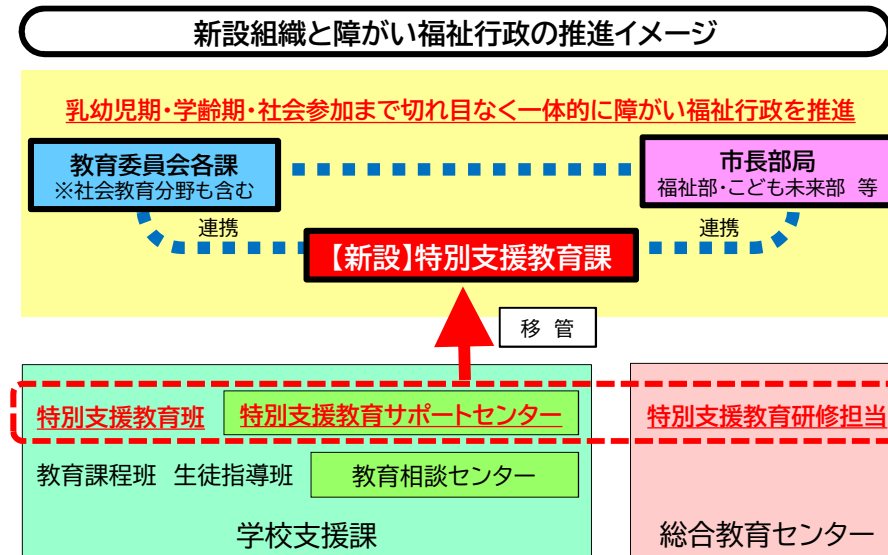 新設組織と障がい福祉行政の推進イメージ
乳幼児期・学齢期・社会参加まで切れ目なく一体的に障がい福祉行政を推進
教育委員会各課
※社会教育分野も含む
市長部局
福祉部・こども未来部 等
連携
連携
【新設】特別支援教育課
移 管
特別支援教育班 特別支援教育サポートセンター
特別支援教育研修担当
教育課程班 生徒指導班 教育相談センター
学校支援課
総合教育センター